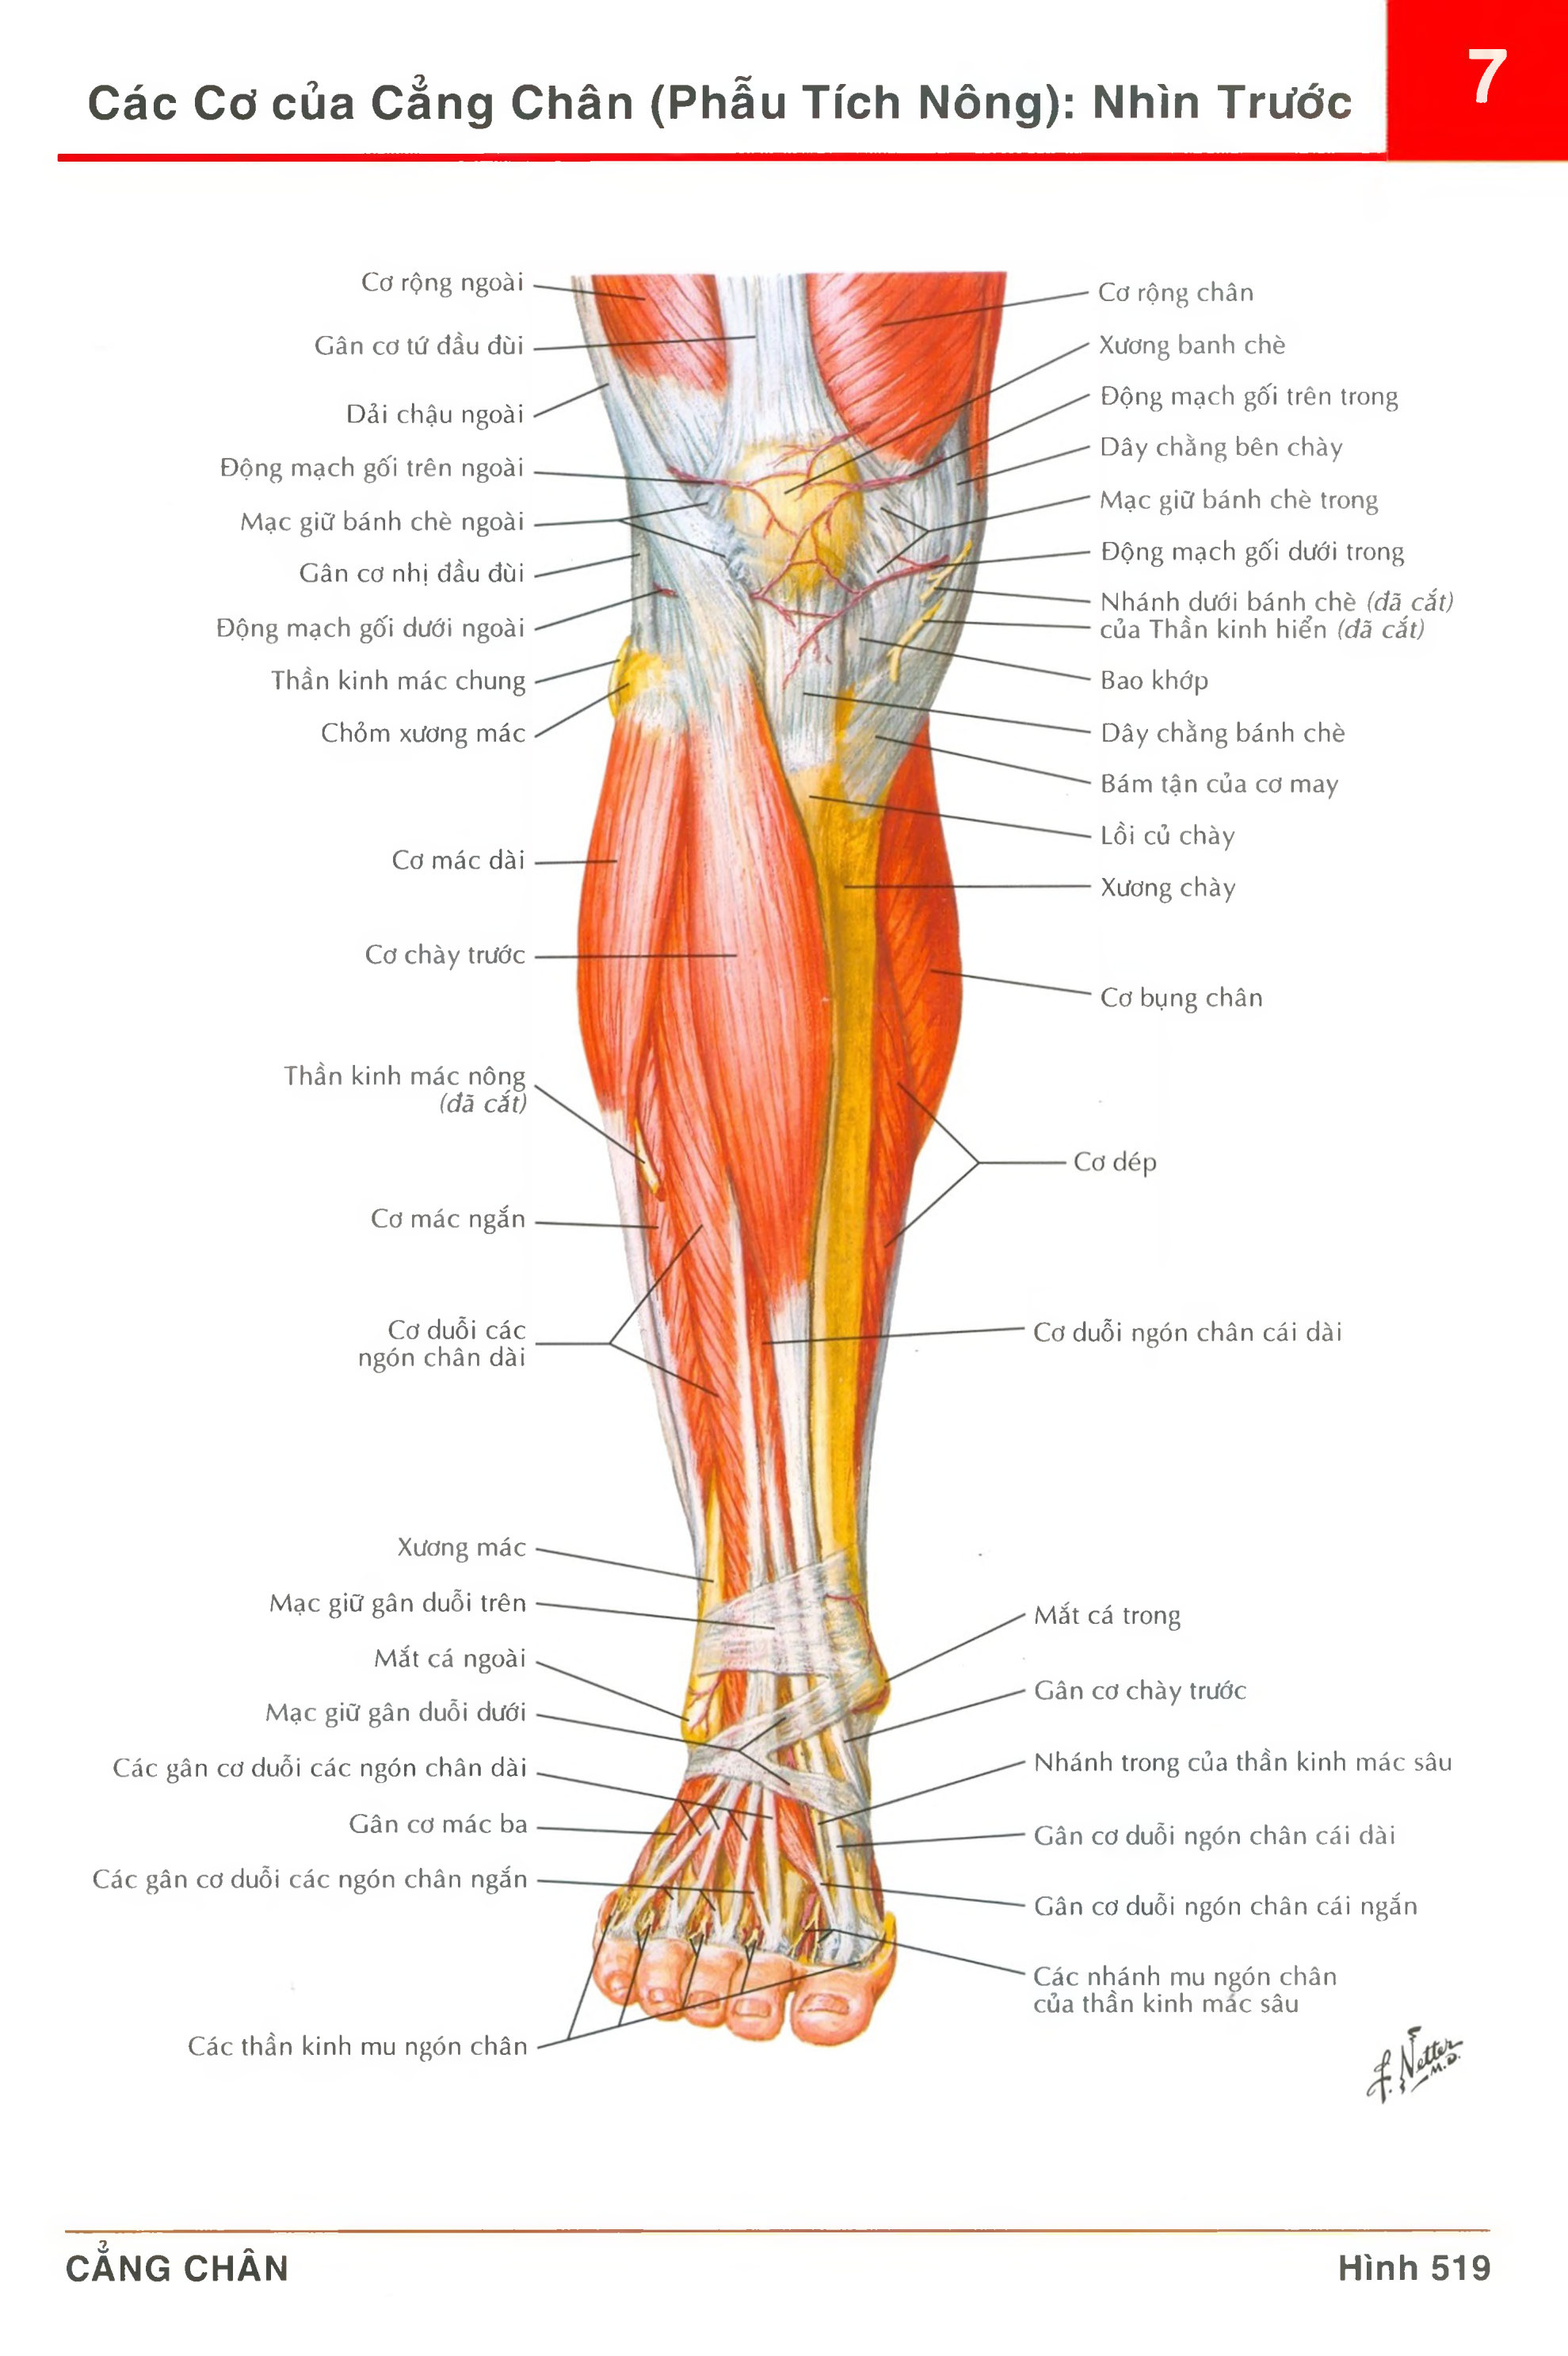 7
Các Cơ của Cẳng Chân (Phẫu Tích Nông): Nhìn Trước
Cơ rộng ngoài
Gân cơ tứ đầu đùi
Dải chậu ngoài
Động mạch gối trên ngoài
Mạc giữ bánh chè ngoài
Gân cơ nhị đầu đùi
Động mạch gối dưới ngoài
Thần kinh mác chung
Chỏm xương mác
Cơ mác dài
Cơ chày trước
Thần kinh mác nông
(đã cắt)
Cơ mác ngắn
Cơ duỗi các
ngón chân dài
Xương mác
Mạc giữ gân duỗi trên
Mắt cá ngoài
Mạc giữ gân duỗi dưới
Các gân cơ duỗi các ngón chân dài
Gân cơ mác ba
Các gân cơ duỗi các ngón chân ngắn
Các thần kinh mu ngón chân
Cơ rộng chân
Xương banh chè
Động mạch gối trên trong
Dây chằng bên chày
Mạc giữ bánh chè trong
Động mạch gối dưới trong
Nhánh dưới bánh chè (đã cắt)
của Thần kinh hiển (đã cắt)
Bao khớp
Dây chằng bánh chè
Bám tận của cơ may
Lồi củ chày
Xương chày
Cơ bụng chân
Cơ dép
Cơ duỗi ngón chân cái dài
Mắt cá trong
Gân cơ chày trước
Nhánh trong của thần kinh mác sâu
Gân cơ duỗi ngón chân cái dài
Gân cơ duỗi ngón chân cái ngắn
Các nhánh mu ngón chân
của thần kinh mác sâu
F. Netter
M.D.
CẲNG CHÂN
Hình 519